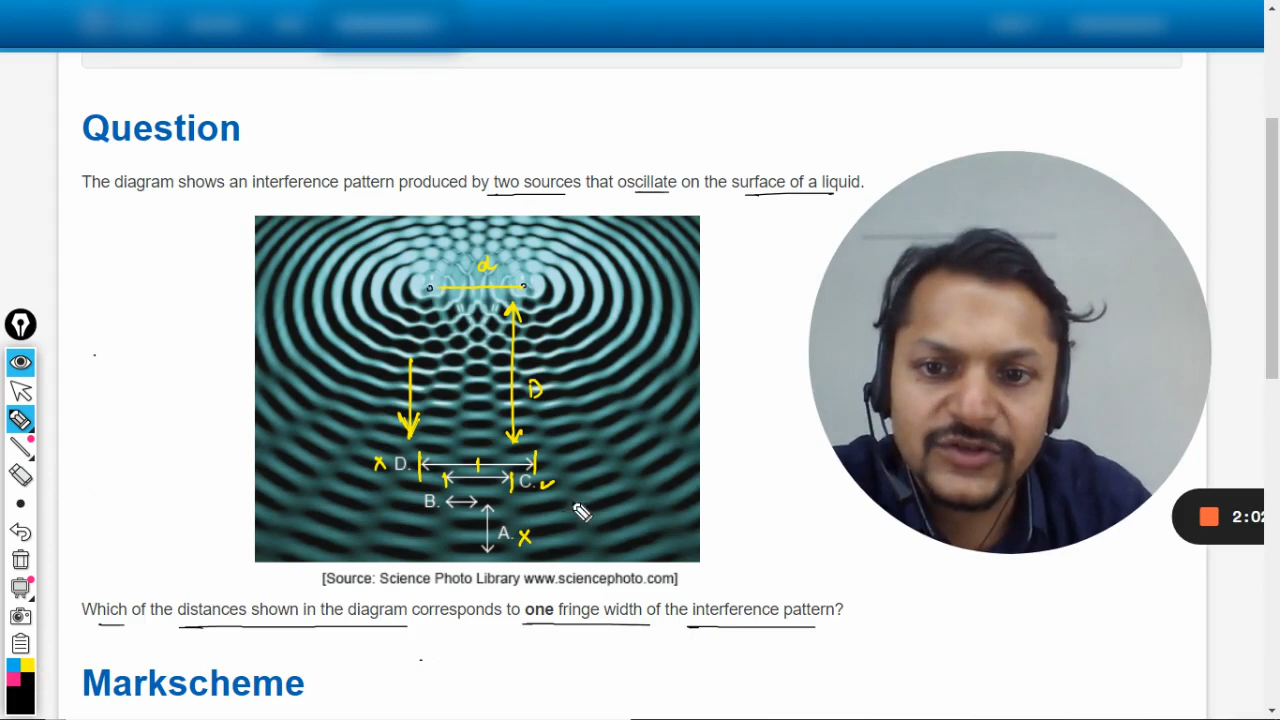 Question
The diagram shows an interference pattern produced by two sources that oscillate on the surface of a liquid.
d
D
x D.
C.
B.
A. x
[Source: Science Photo Library www.sciencephoto.com]
Which of the distances shown in the diagram corresponds to one fringe width of the interference pattern?
Markscheme